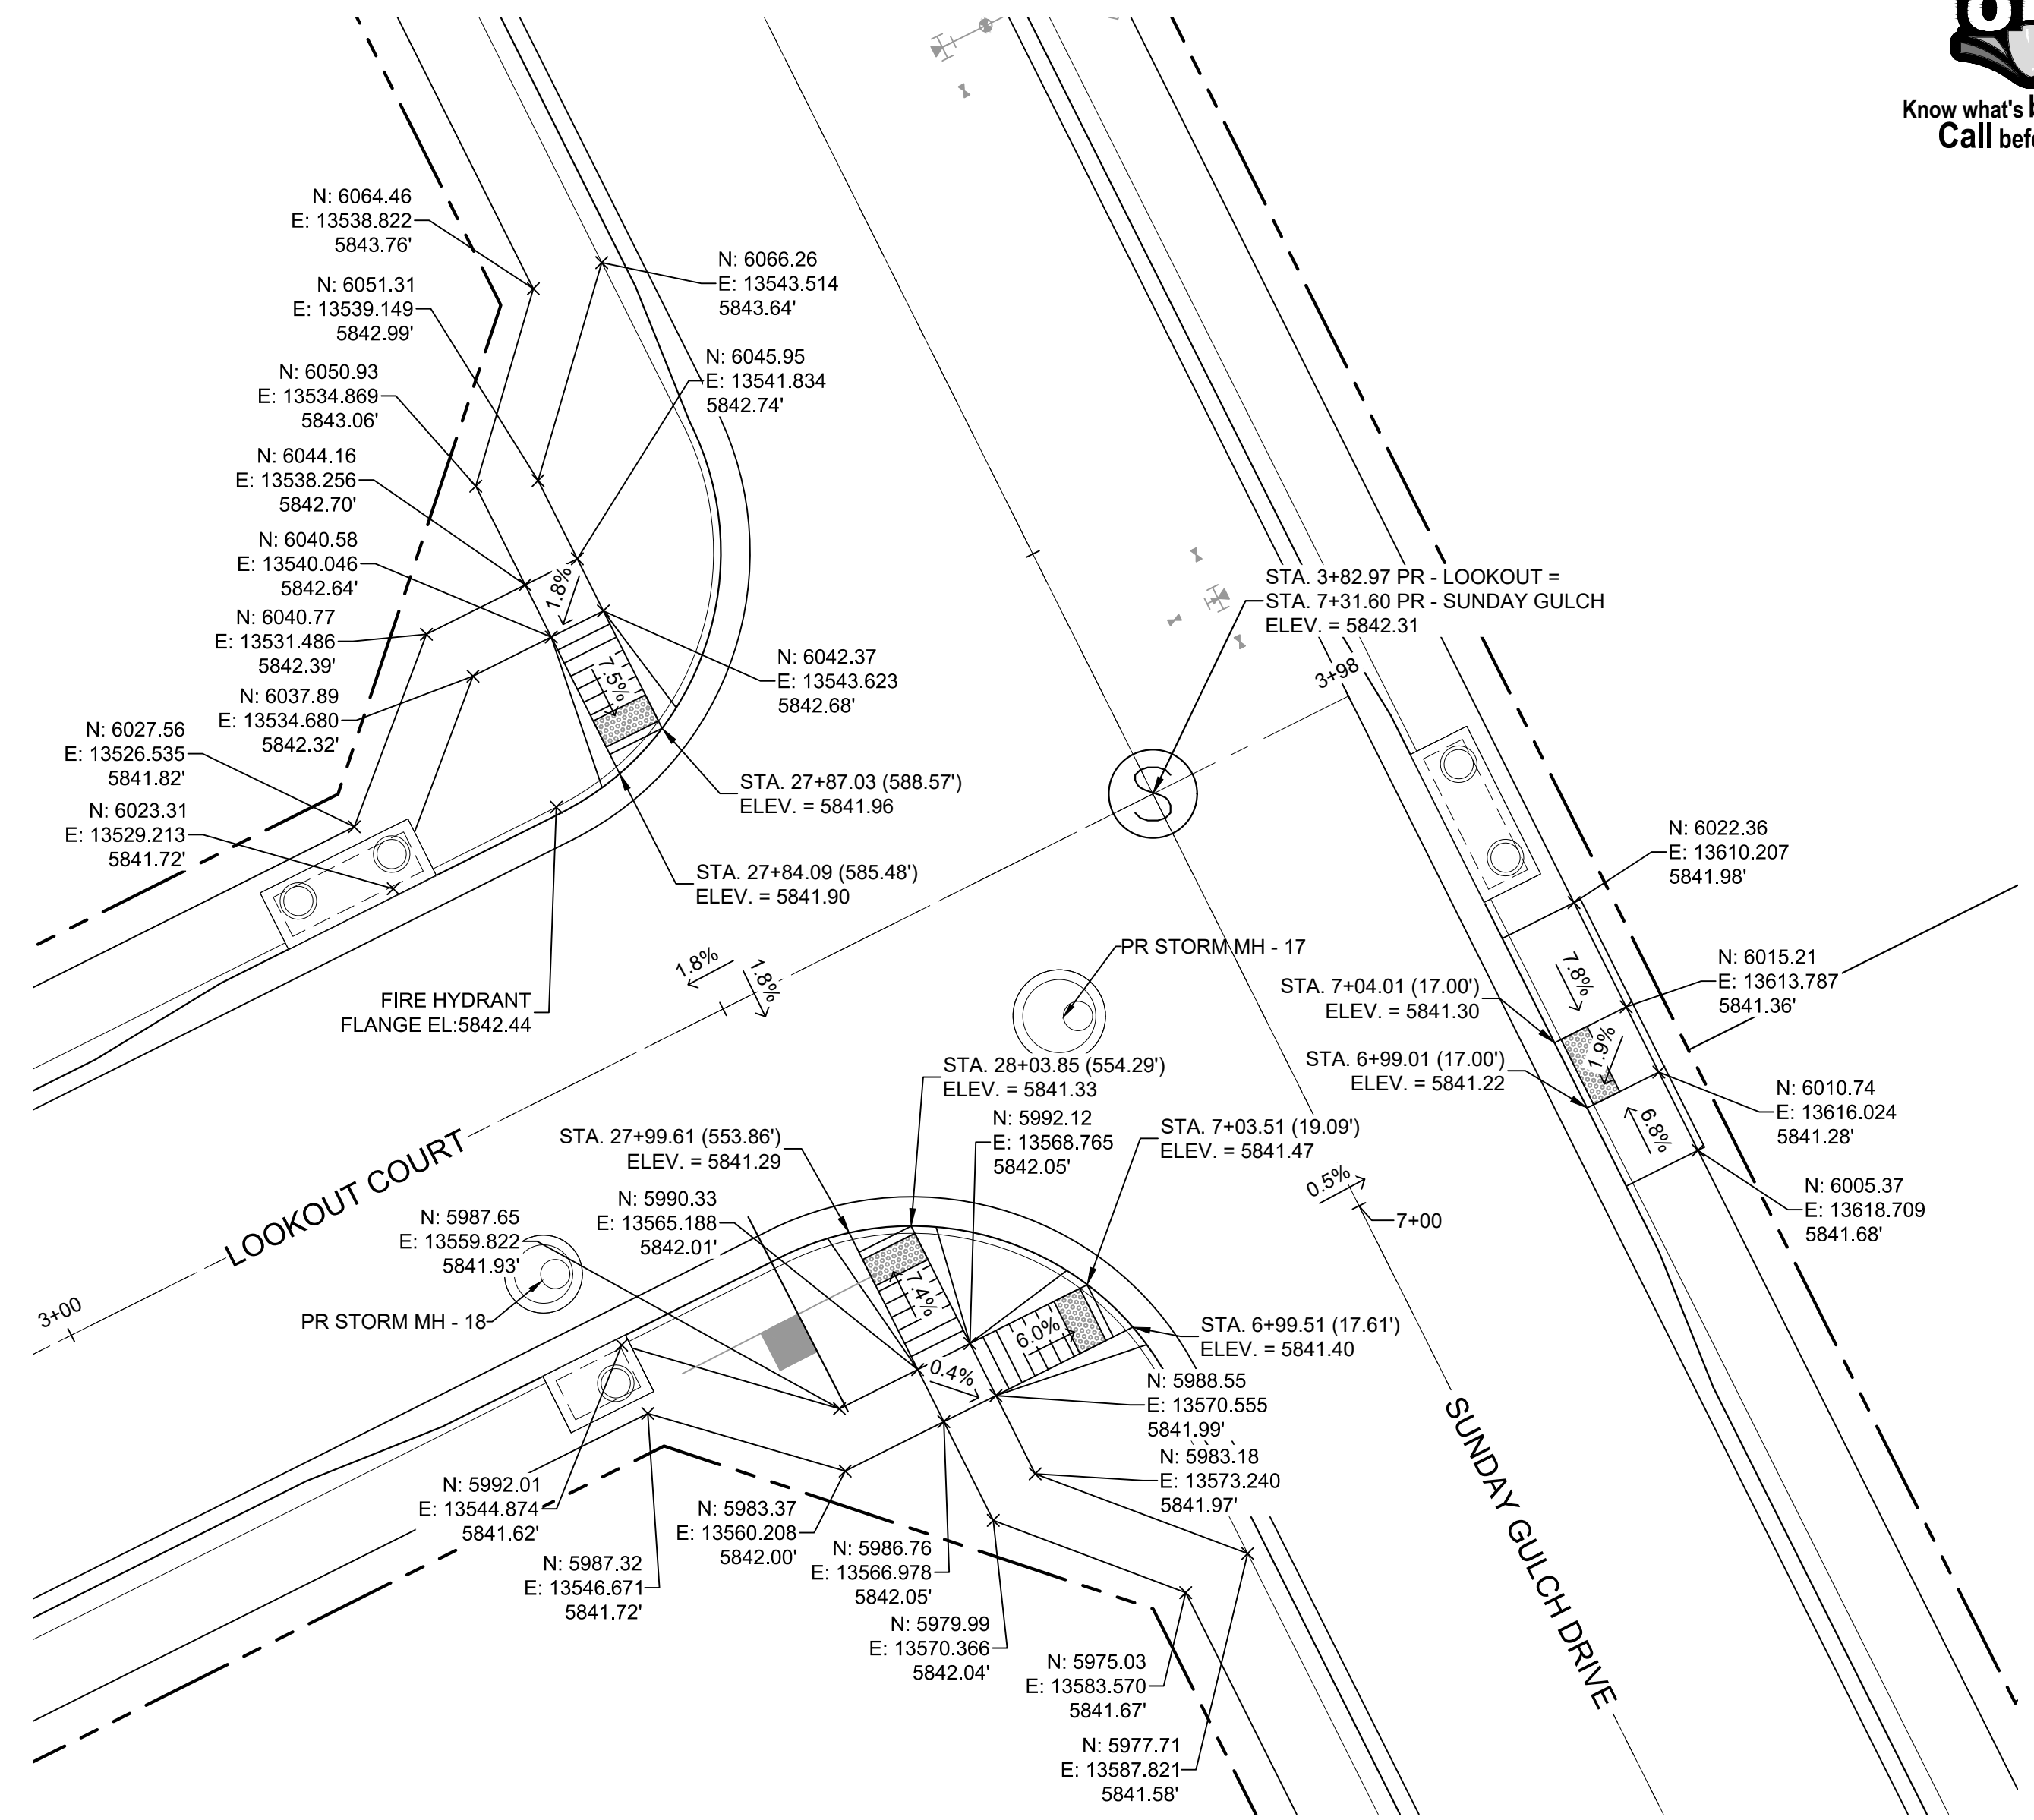 Know what's
Call
N: 6064.46
E: 13538.822
5843.76'
N: 6066.26
E: 13543.514
5843.64'
N: 6051.31
E: 13539.149
5842.99'
N: 6045.95
E: 13541.834
5842.74'
N: 6050.93
E: 13534.869
5843.06'
N: 6044.16
E: 13538.256
5842.70'
N: 6040.58
E: 13540.046
5842.64'
1.8%
STA. 3+82.97 PR - LOOKOUT =
STA. 7+31.60 PR - SUNDAY GULCH
ELEV. = 5842.31
3+98
N: 6040.77
E: 13531.486
5842.39'
N: 6042.37
E: 13543.623
5842.68'
7.5%
N: 6037.89
E: 13534.680
5842.32'
N: 6027.56
E: 13526.535
5841.82'
N: 6023.31
E: 13529.213
5841.72'
STA. 27+87.03 (588.57')
ELEV. = 5841.96
STA. 27+84.09 (585.48')
ELEV. = 5841.90
S
N: 6022.36
E: 13610.207
5841.98'
FIRE HYDRANT
FLANGE EL:5842.44
1.8%
1.8%
PR STORM MH - 17
7.8%
N: 6015.21
E: 13613.787
5841.36'
STA. 7+04.01 (17.00')
ELEV. = 5841.30
1.9%
STA. 6+99.01 (17.00')
ELEV. = 5841.22
N: 6010.74
E: 13616.024
5841.28'
6.8%
N: 6005.37
E: 13618.709
5841.68'
STA. 28+03.85 (554.29')
ELEV. = 5841.33
N: 5992.12
E: 13568.765
5842.05'
STA. 7+03.51 (19.09')
ELEV. = 5841.47
STA. 27+99.61 (553.86')
ELEV. = 5841.29
LOOKOUT COURT
0.5%
7+00
N: 5990.33
E: 13565.188
5842.01'
N: 5987.65
E: 13559.822
5841.93'
3+00
PR STORM MH - 18
7.4%
6.0%
0.4%
STA. 6+99.51 (17.61')
ELEV. = 5841.40
N: 5988.55
E: 13570.555
5841.99'
N: 5983.18
E: 13573.240
5841.97'
SUNDAY GULCH DRIVE
N: 5992.01
E: 13544.874
5841.62'
N: 5983.37
E: 13560.208
5842.00'
N: 5987.32
E: 13546.671
5841.72'
N: 5986.76
E: 13566.978
5842.05'
N: 5979.99
E: 13570.366
5842.04'
N: 5975.03
E: 13583.570
5841.67'
N: 5977.71
E: 13587.821
5841.58'